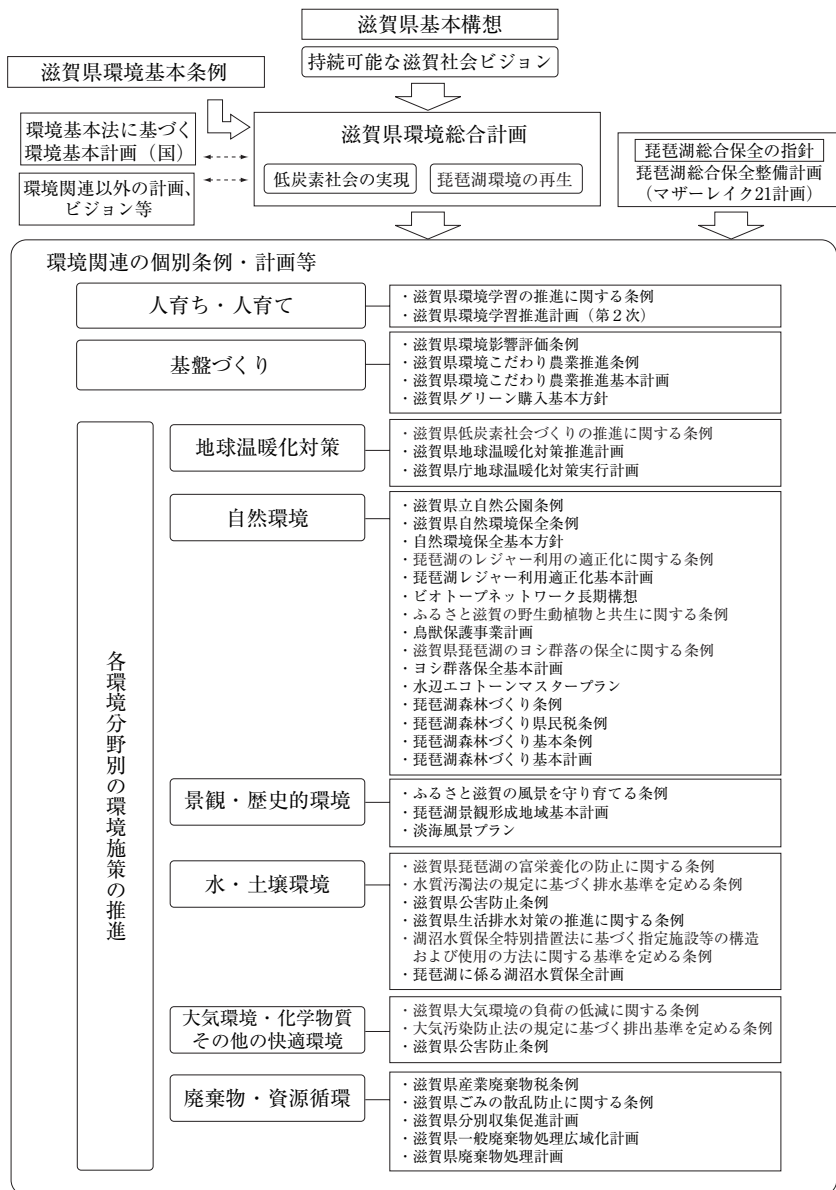 滋賀県基本構想
持続可能な滋賀社会ビジョン
滋賀県環境基本条例
環境基本法に基づく
環境基本計画（国）
環境関連以外の計画、
ビジョン等
滋賀県環境総合計画
低炭素社会の実現
琵琶湖環境の再生
琵琶湖総合保全の指針
琵琶湖総合保全整備計画
（マザーレイク21計画）
環境関連の個別条例・計画等
人育ち・人育て
・滋賀県環境学習の推進に関する条例
・滋賀県環境学習推進計画（第２次）
基盤づくり
・滋賀県環境影響評価条例
・滋賀県環境こだわり農業推進条例
・滋賀県環境こだわり農業推進基本計画
・滋賀県グリーン購入基本方針
各環境分野別の環境施策の推進
地球温暖化対策
・滋賀県低炭素社会づくりの推進に関する条例
・滋賀県地球温暖化対策推進計画
・滋賀県庁地球温暖化対策実行計画
自然環境
・滋賀県立自然公園条例
・滋賀県自然環境保全条例
・自然環境保全基本方針
・琵琶湖のレジャー利用の適正化に関する条例
・琵琶湖レジャー利用適正化基本計画
・ビオトープネットワーク長期構想
・ふるさと滋賀の野生動植物と共生に関する条例
・鳥獣保護事業計画
・滋賀県琵琶湖のヨシ群落の保全に関する条例
・ヨシ群落保全基本計画
・水辺エコトーンマスタープラン
・琵琶湖森林づくり条例
・琵琶湖森林づくり県民税条例
・琵琶湖森林づくり基本条例
・琵琶湖森林づくり基本計画
景観・歴史的環境
・ふるさと滋賀の風景を守り育てる条例
・琵琶湖景観形成地域基本計画
・淡海風景プラン
水・土壌環境
・滋賀県琵琶湖の富栄養化の防止に関する条例
・水質汚濁法の規定に基づく排水基準を定める条例
・滋賀県公害防止条例
・滋賀県生活排水対策の推進に関する条例
・湖沼水質保全特別措置法に基づく指定施設等の構造
および使用の方法に関する基準を定める条例
・琵琶湖に係る湖沼水質保全計画
大気環境・化学物質
その他の快適環境
・滋賀県大気環境の負荷の低減に関する条例
・大気汚染防止法の規定に基づく排出基準を定める条例
・滋賀県公害防止条例
廃棄物・資源循環
・滋賀県産業廃棄物税条例
・滋賀県ごみの散乱防止に関する条例
・滋賀県分別収集促進計画
・滋賀県一般廃棄物処理広域化計画
・滋賀県廃棄物処理計画